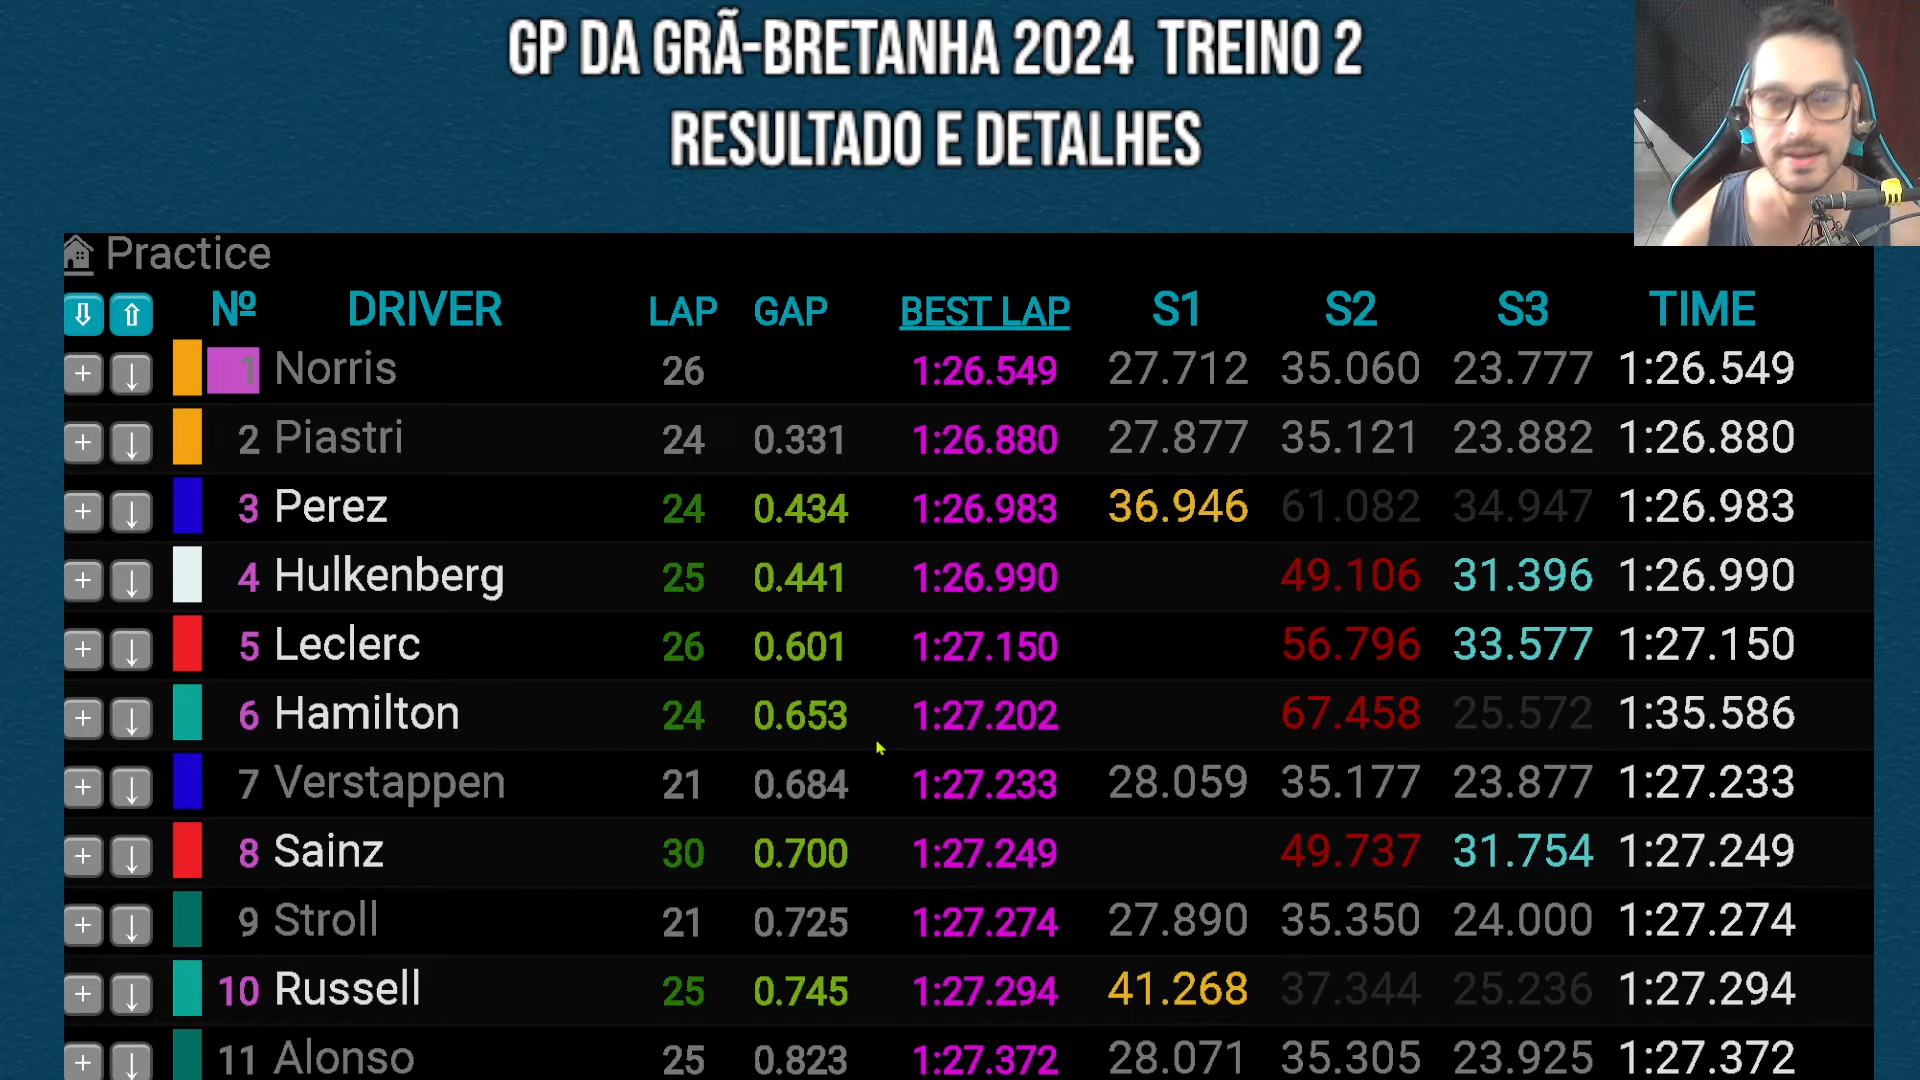 GP DA GRÃ-BRETANHA 2024 TREINO 2
RESULTADO E DETALHES
Practice
Nº DRIVER LAP GAP BEST LAP S1 S2 S3 TIME
1 Norris 26 1:26.549 27.712 35.060 23.777 1:26.549
2 Piastri 24 0.331 1:26.880 27.877 35.121 23.882 1:26.880
3 Perez 24 0.434 1:26.983 36.946 61.082 34.947 1:26.983
4 Hulkenberg 25 0.441 1:26.990 49.106 31.396 1:26.990
5 Leclerc 26 0.601 1:27.150 56.796 33.577 1:27.150
6 Hamilton 24 0.653 1:27.202 67.458 25.572 1:35.586
7 Verstappen 21 0.684 1:27.233 28.059 35.177 23.877 1:27.233
8 Sainz 30 0.700 1:27.249 49.737 31.754 1:27.249
9 Stroll 21 0.725 1:27.274 27.890 35.350 24.000 1:27.274
10 Russell 25 0.745 1:27.294 41.268 37.344 25.236 1:27.294
11 Alonso 25 0.823 1:27.372 28.071 35.305 23.925 1:27.372